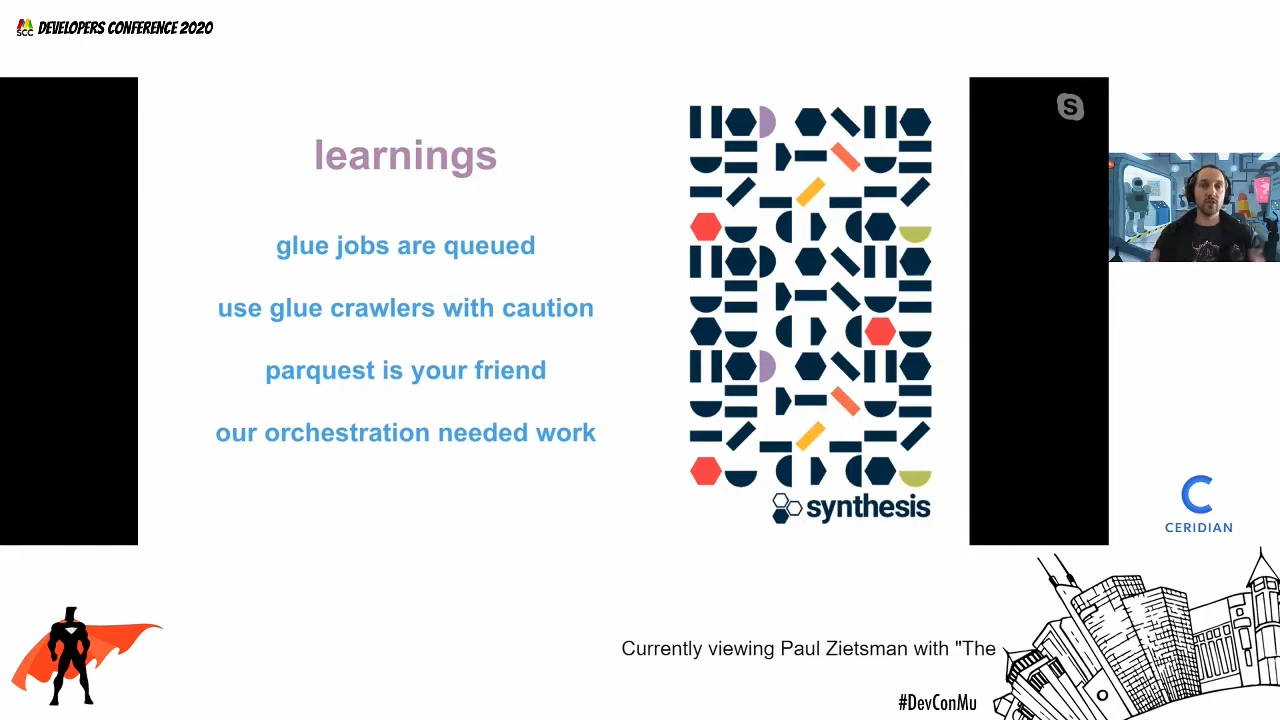 SCC DEVELOPERS CONFERENCE 2020
learnings
glue jobs are queued
use glue crawlers with caution
parquest is your friend
our orchestration needed work
synthesis
S
CERIDIAN
Currently viewing Paul Zietsman with "The
#DevConMu